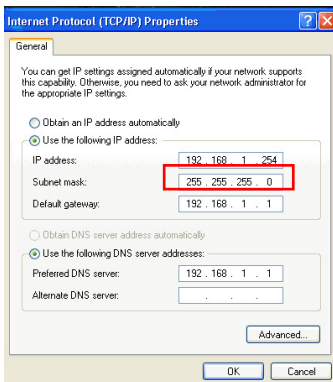 Internet Protocol (TCP/IP) Properties
General
You can get IP settings assigned automatically if your network supports
this capability. Otherwise, you need to ask your network administrator for
the appropriate IP settings.
Obtain an IP address automatically
Use the following IP address:
IP address: 192 . 168 . 1 . 254
Subnet mask: 255 . 255 . 255 . 0
Default gateway: 192 . 168 . 1 . 1
Obtain DNS server address automatically
Use the following DNS server addresses:
Preferred DNS server: 192 . 168 . 1 . 1
Alternate DNS server: . . .
Advanced...
OK Cancel